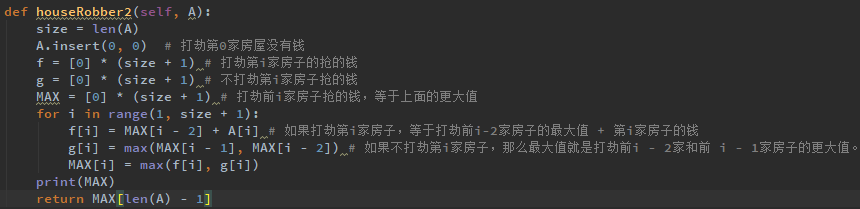 def houseRobber2(self, A):
    size = len(A)
    A.insert(0, 0)  # 打劫第0家房屋没有钱
    f = [0] * (size + 1) # 打劫第i家房子抢的钱
    g = [0] * (size + 1) # 不打劫第i家房子抢的钱
    MAX = [0] * (size + 1) # 打劫前i家房子抢的钱，等于上面的更大值
    for i in range(1, size + 1):
        f[i] = MAX[i - 2] + A[i] # 如果打劫第i家房子，等于打劫前i-2家房子的最大值 + 第i家房子的钱
        g[i] = max(MAX[i - 1], MAX[i - 2]) # 如果不打劫第i家房子，那么最大值就是打劫前i - 2家和前 i - 1家房子的更大值。
        MAX[i] = max(f[i], g[i])
    print(MAX)
    return MAX[len(A) - 1]